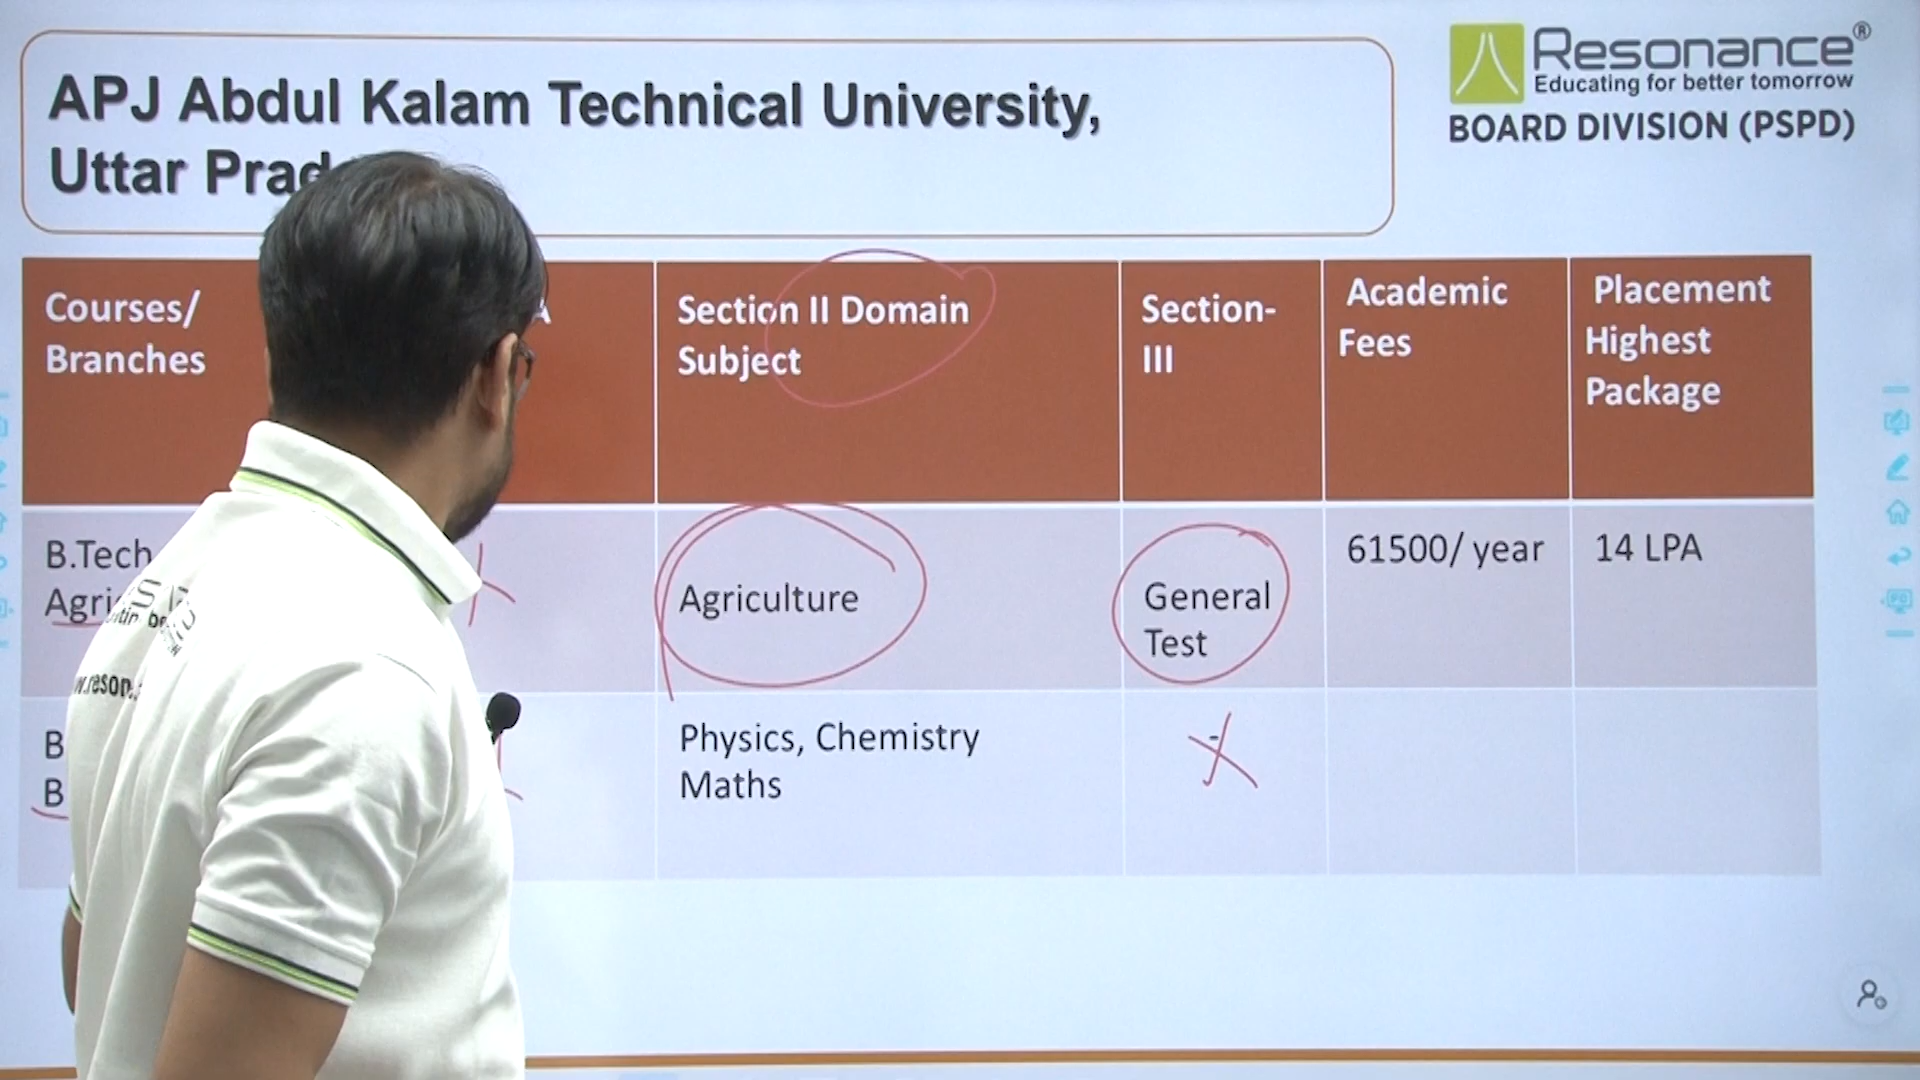 APJ Abdul Kalam Technical University,
Uttar
Resonance®
Educating for better tomorrow
BOARD DIVISION (PSPD)
Courses/
Branches
Section II Domain
Subject
Section-
III
Academic
Fees
Placement
Highest
Package
B.Tech
Agriculture
General
Test
61500/ year
14 LPA
B
B
Physics, Chemistry
Maths
-